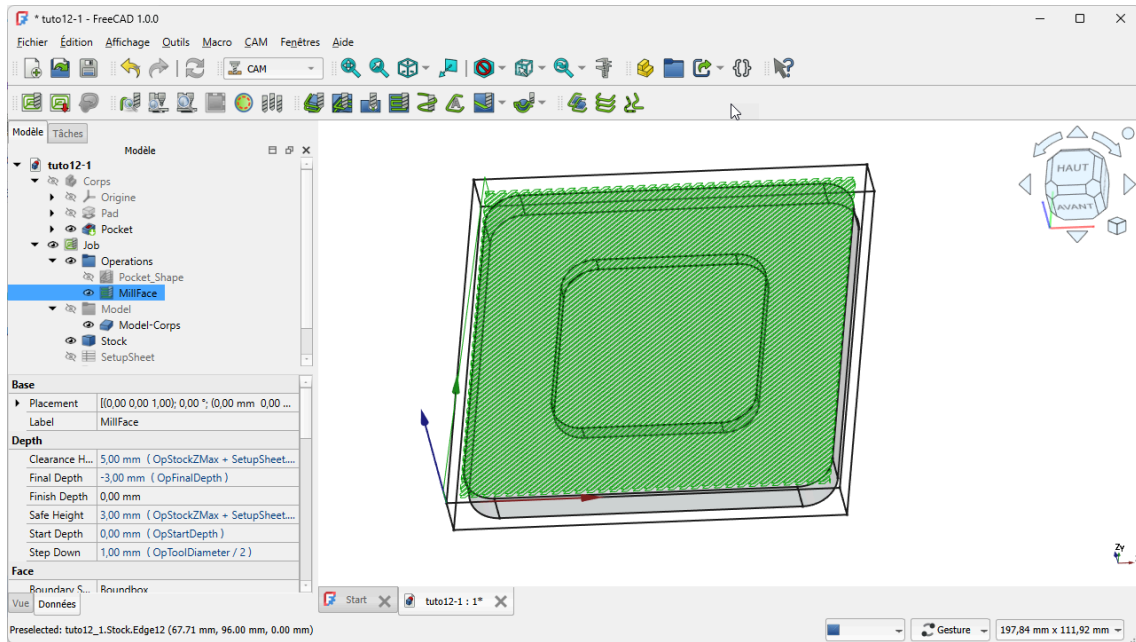 * tuto12-1 - FreeCAD 1.0.0
Fichier Édition Affichage Outils Macro CAM Fenêtres Aide
CAM
Modèle Tâches
Modèle
tuto12-1
Corps
Origine
Pad
Pocket
Job
Operations
Pocket_Shape
MillFace
Model
Model-Corps
Stock
SetupSheet
Base
Placement [(0,00 0,00 1,00); 0,00 °; (0,00 mm 0,00 ...
Label MillFace
Depth
Clearance H... 5,00 mm ( OpStockZMax + SetupSheet....
Final Depth -3,00 mm ( OpFinalDepth )
Finish Depth 0,00 mm
Safe Height 3,00 mm ( OpStockZMax + SetupSheet....
Start Depth 0,00 mm ( OpStartDepth )
Step Down 1,00 mm ( OpToolDiameter / 2 )
Face
Boundary S... Boundbox
Vue Données
HAUT
AVANT
Zy
Start tuto12-1 : 1*
Preselected: tuto12_1.Stock.Edge12 (67.71 mm, 96.00 mm, 0.00 mm)
Gesture 197,84 mm x 111,92 mm